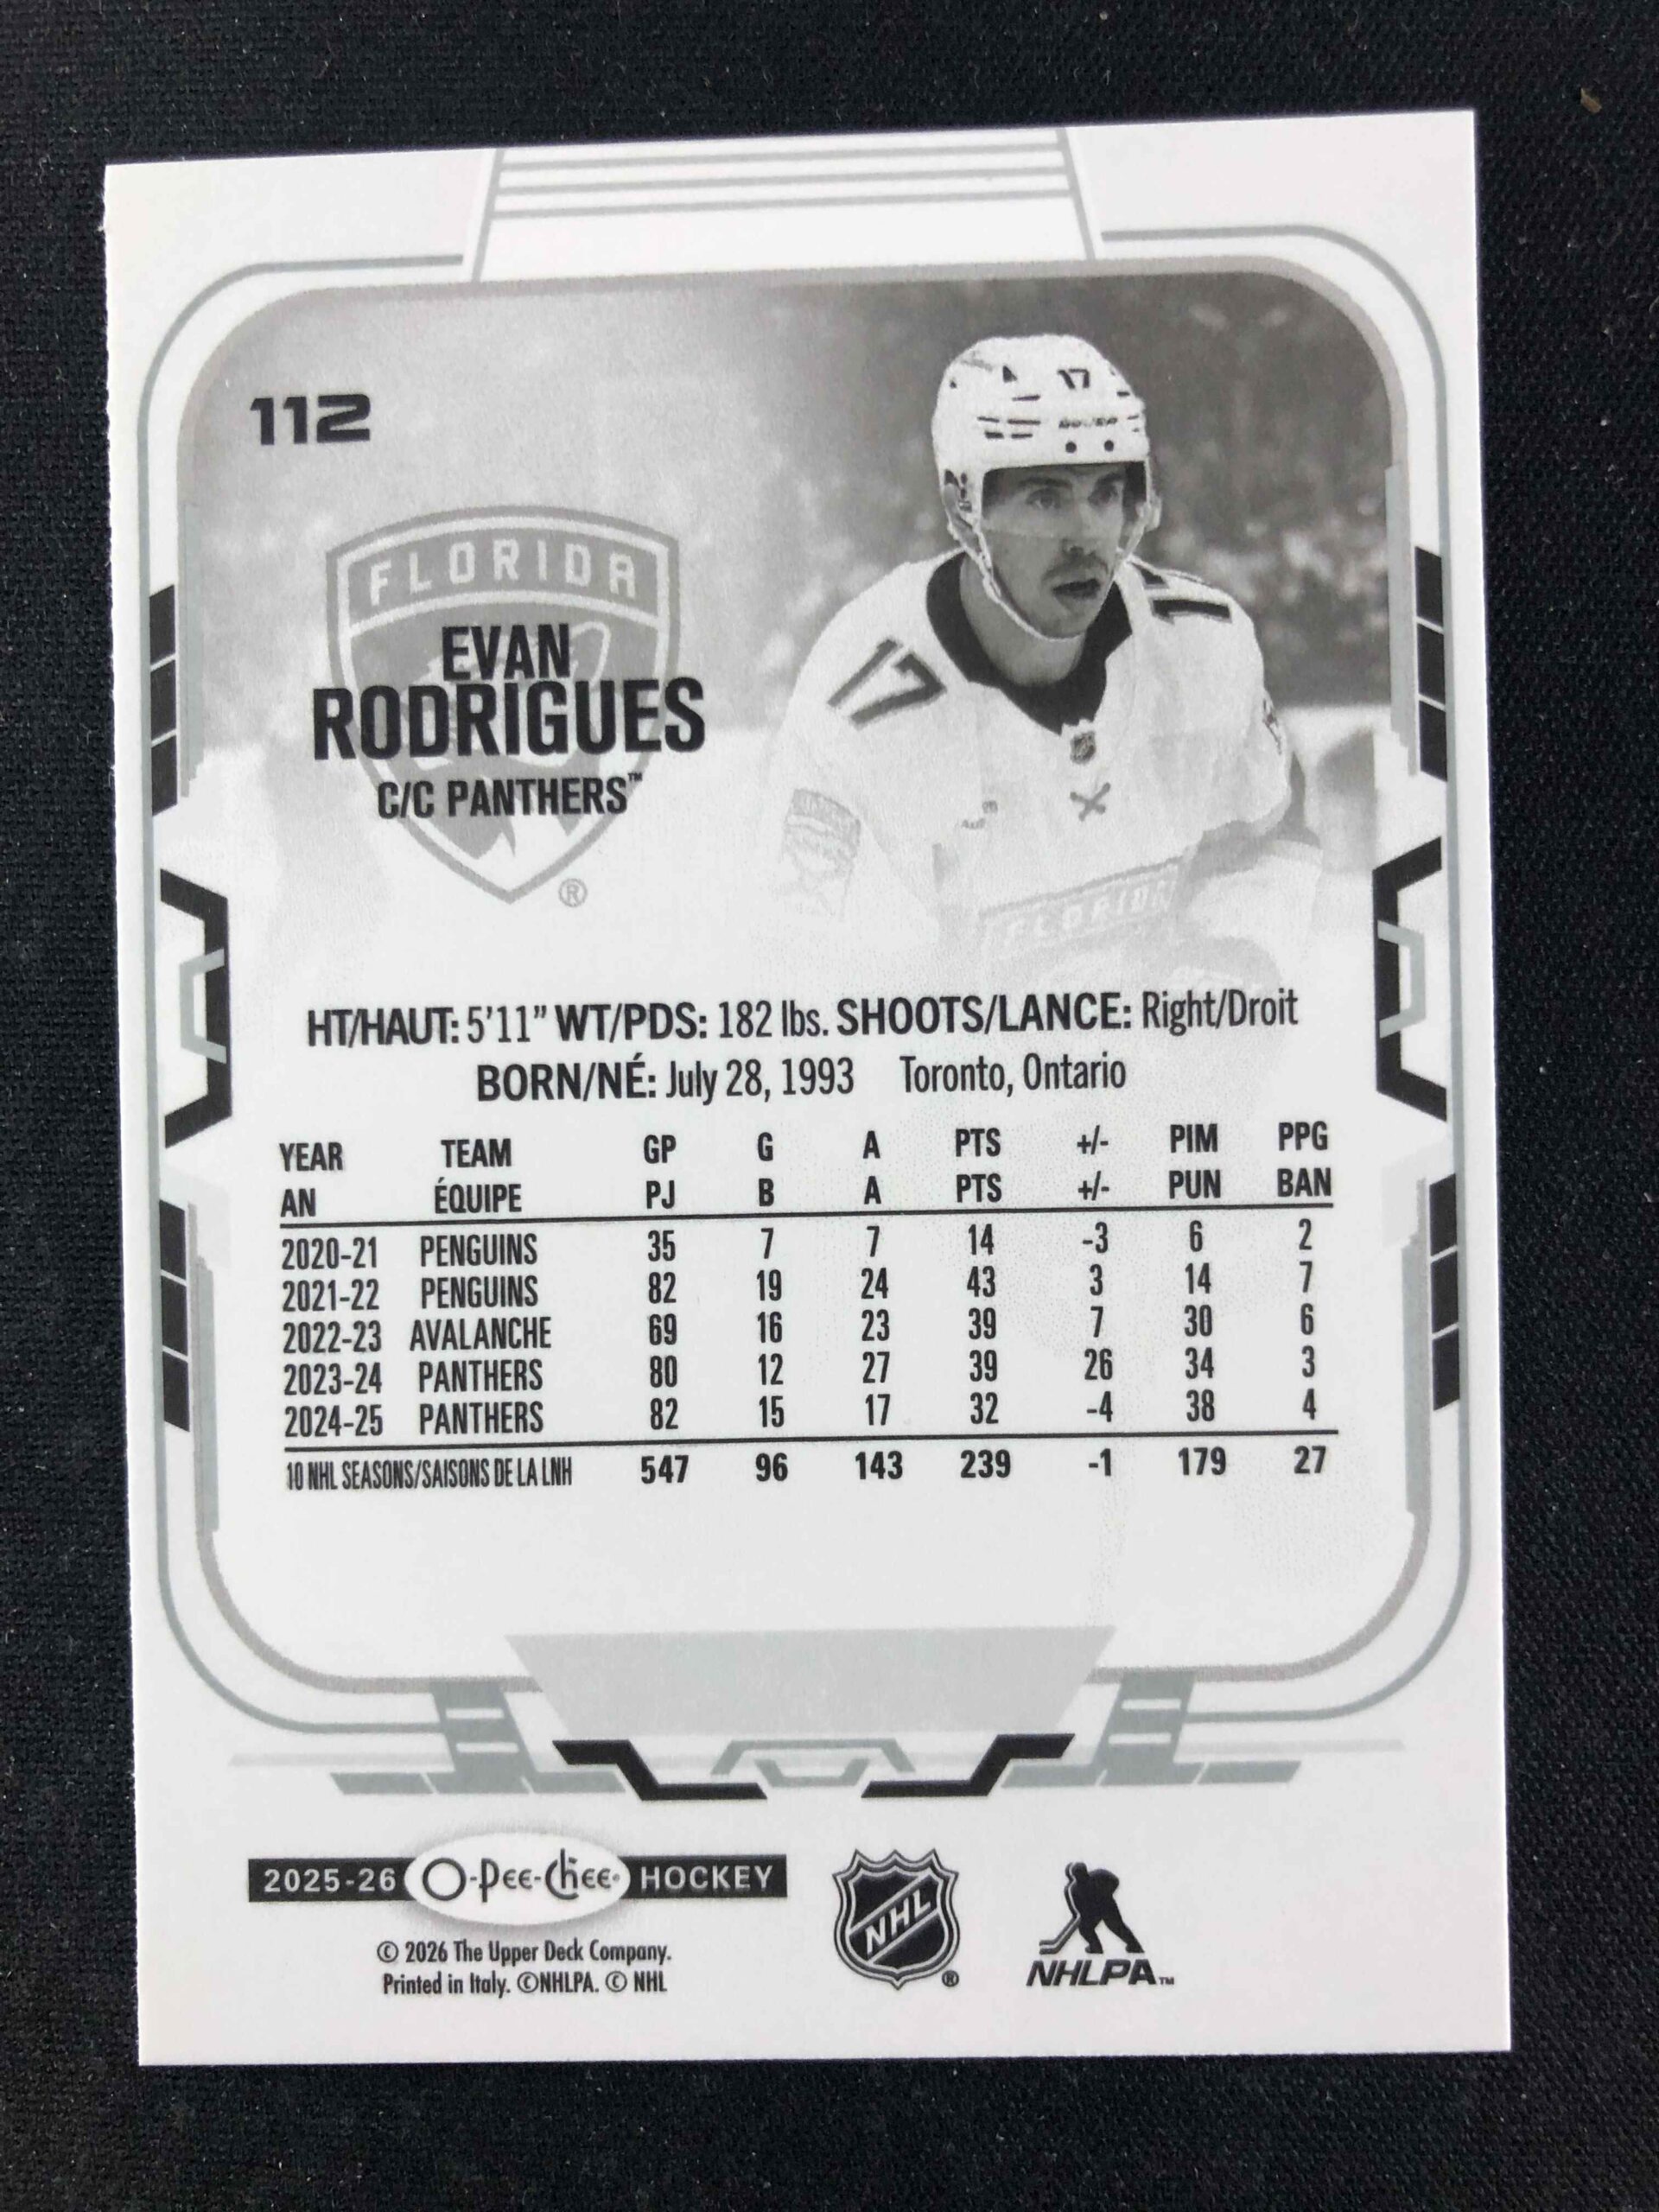 112
17
BAUER
17
17
FLORIDA
EVAN
RODRIGUES
C/C PANTHERS™
®
FLORIDA
HT/HAUT: 5'11" WT/PDS: 182 lbs. SHOOTS/LANCE: Right/Droit
BORN/NÉ: July 28, 1993 Toronto, Ontario
YEAR TEAM GP G A PTS +/- PIM PPG
AN ÉQUIPE PJ B A PTS +/- PUN BAN
2020-21 PENGUINS 35 7 7 14 -3 6 2
2021-22 PENGUINS 82 19 24 43 3 14 7
2022-23 AVALANCHE 69 16 23 39 7 30 6
2023-24 PANTHERS 80 12 27 39 26 34 3
2024-25 PANTHERS 82 15 17 32 -4 38 4
10 NHL SEASONS/SAISONS DE LA LNH 547 96 143 239 -1 179 27
2025-26 O-Pee-Chee HOCKEY
© 2026 The Upper Deck Company.
Printed in Italy. ©NHLPA. © NHL
NHL ®
NHLPA™